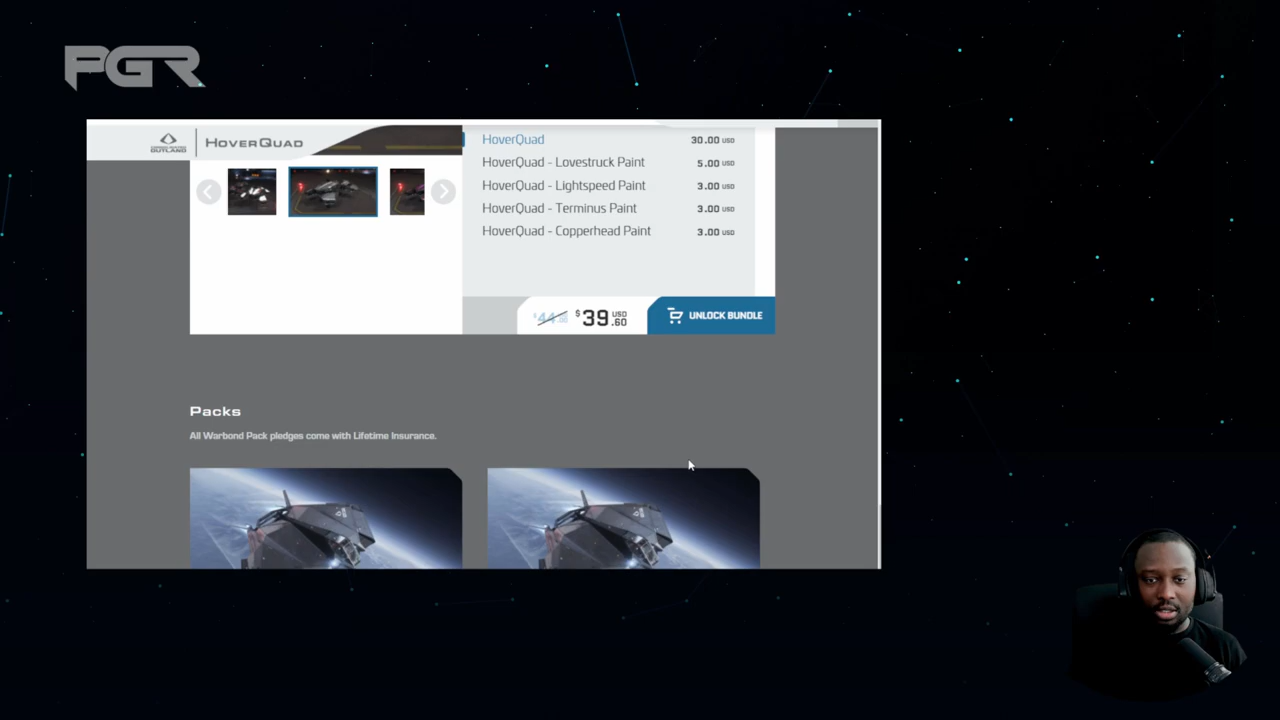 PGR
OUTLAND
HOVERQUAD
HoverQuad 30.00 USD
HoverQuad - Lovestruck Paint 5.00 USD
HoverQuad - Lightspeed Paint 3.00 USD
HoverQuad - Terminus Paint 3.00 USD
HoverQuad - Copperhead Paint 3.00 USD
$39.60 USD UNLOCK BUNDLE
Packs
All Warbond Pack pledges come with Lifetime Insurance.